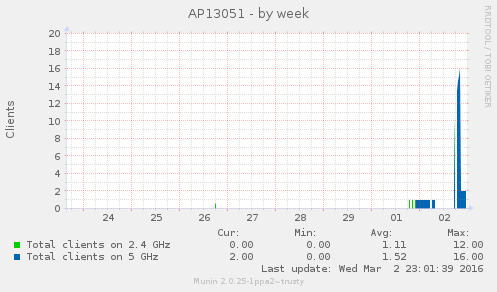 AP13051 - by week
RRDTOOL / TOBI OETIKER
Clients
20
18
16
14
12
10
8
6
4
2
0
24 25 26 27 28 29 01 02
Cur: Min: Avg: Max:
Total clients on 2.4 GHz 0.00 0.00 1.11 12.00
Total clients on 5 GHz 2.00 0.00 1.52 16.00
Last update: Wed Mar 2 23:01:39 2016
Munin 2.0.25-1ppa2~trusty